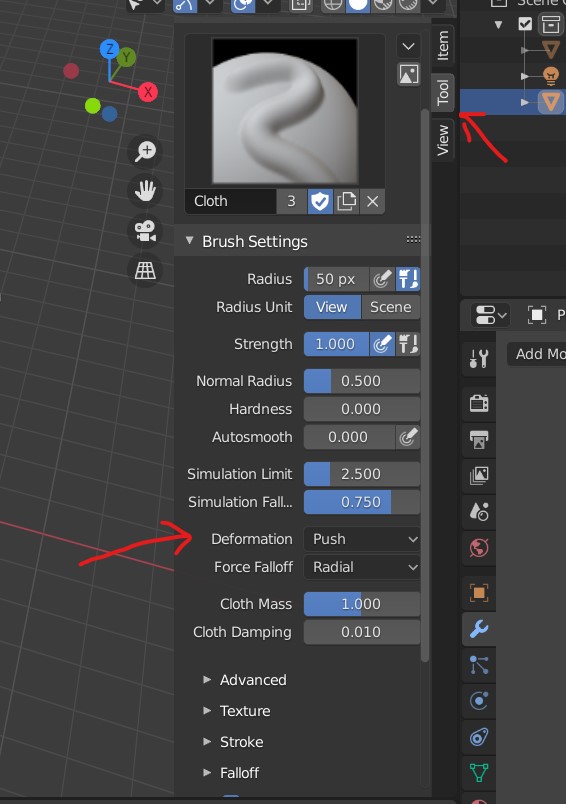 Scene C
Item
Tool
View
Z
Y
X
Cloth 3
Brush Settings
Radius 50 px
Radius Unit View Scene
Strength 1.000
Normal Radius 0.500
Hardness 0.000
Autosmooth 0.000
Simulation Limit 2.500
Simulation Fall... 0.750
Deformation Push
Force Falloff Radial
Cloth Mass 1.000
Cloth Damping 0.010
Advanced
Texture
Stroke
Falloff
P
Add Mo